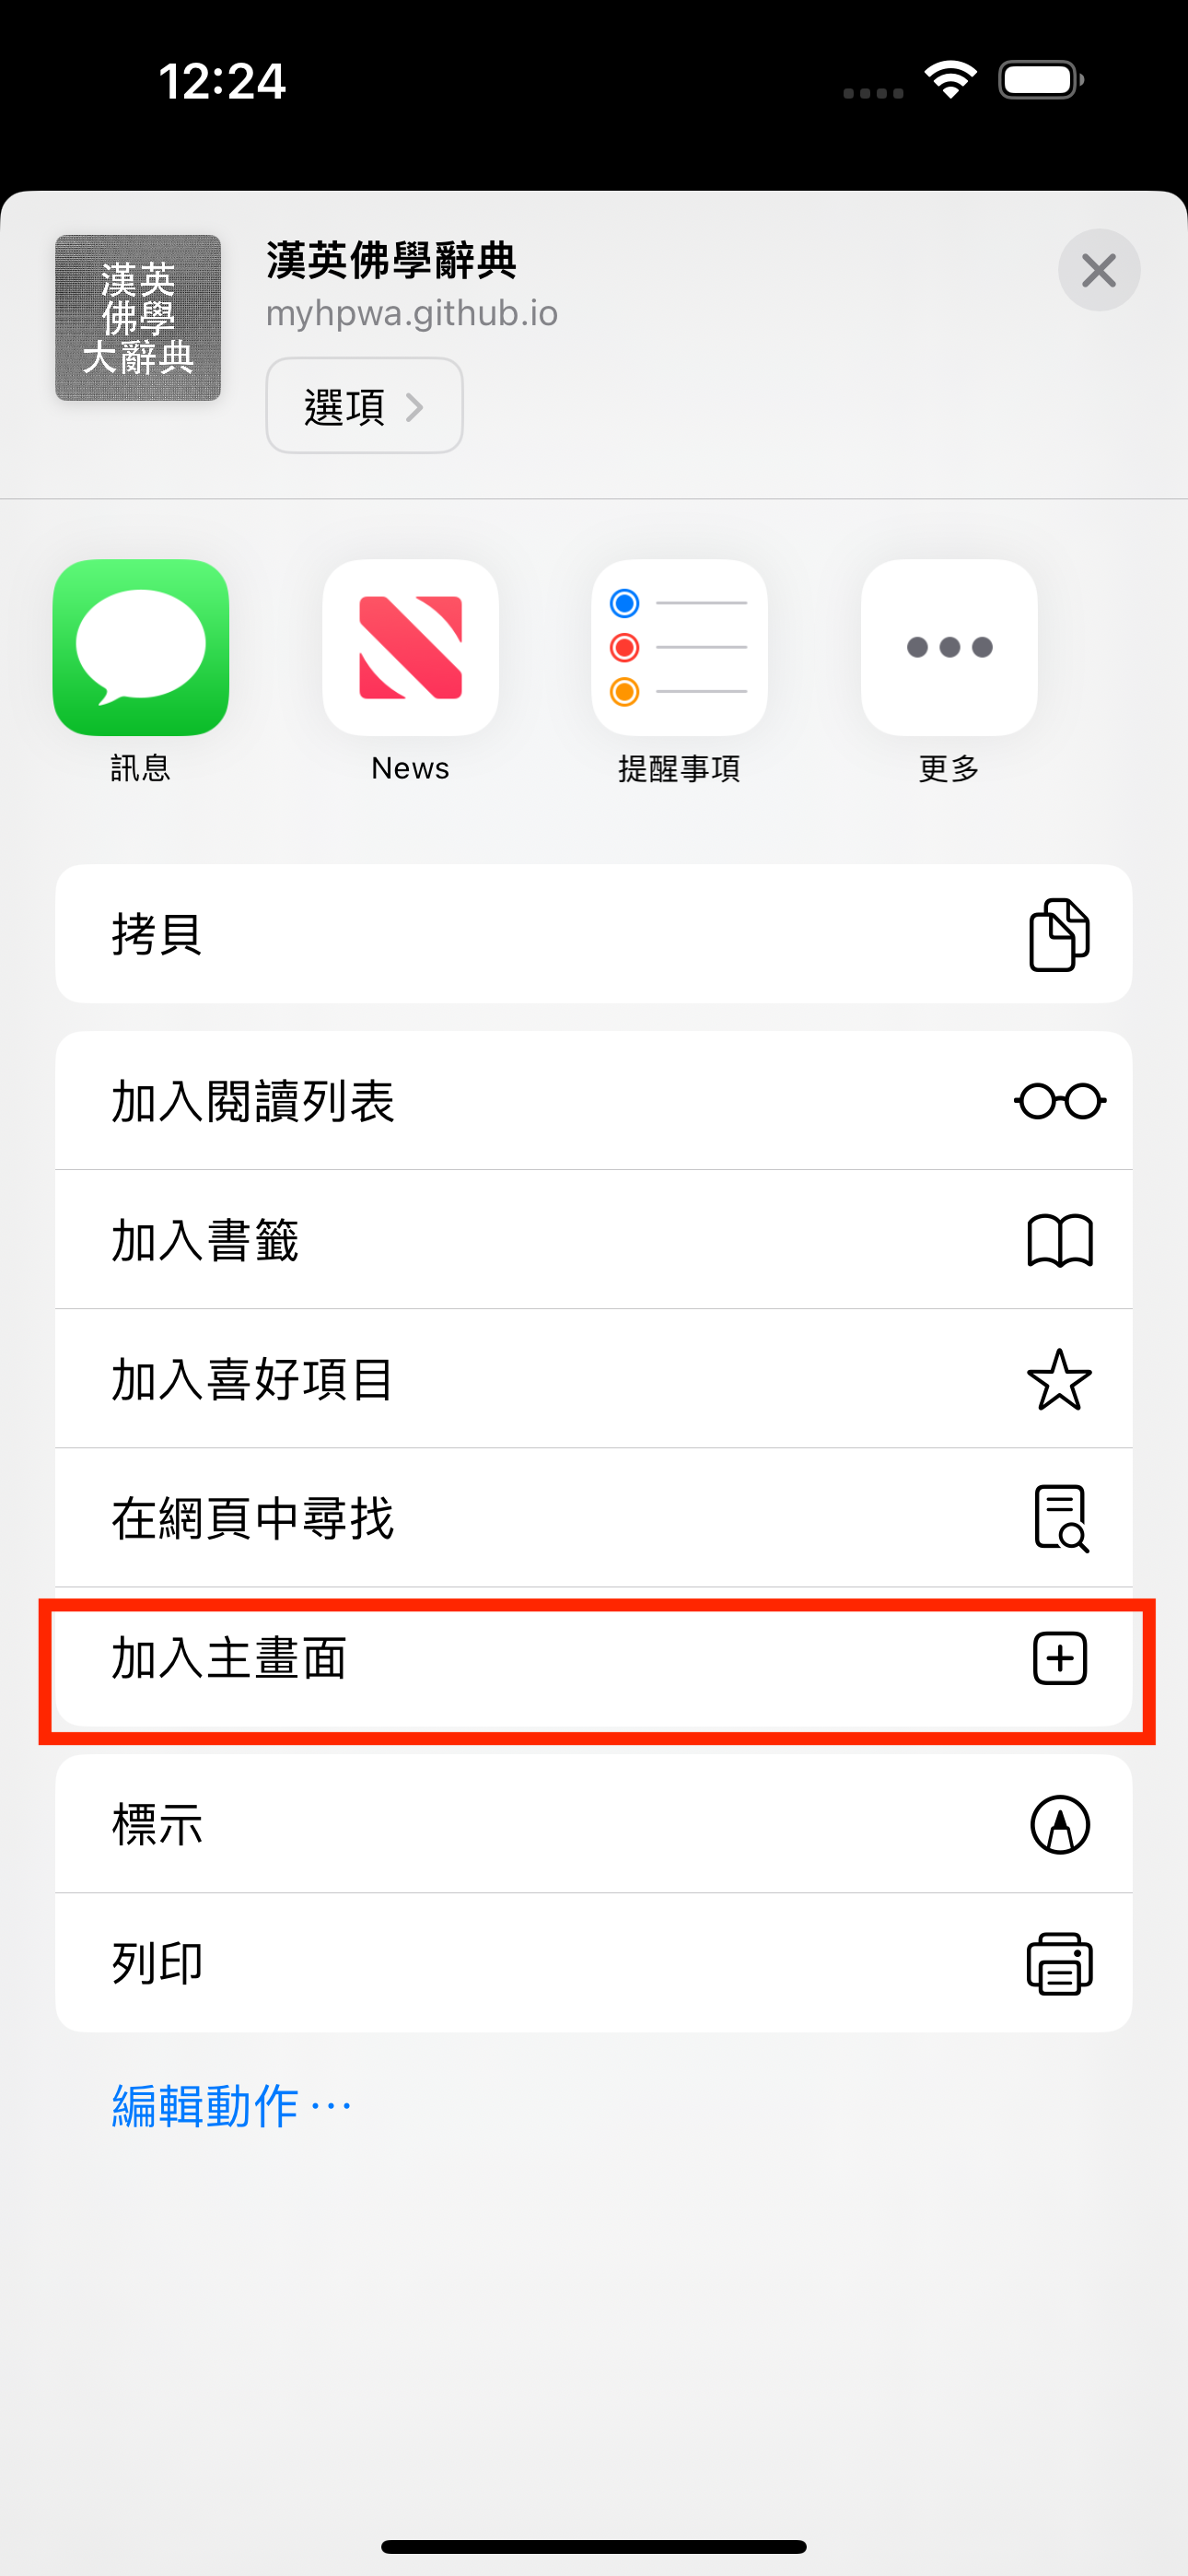 12:24
漢英
佛學
大辭典
漢英佛學辭典
myhpwa.github.io
選項
訊息
News
提醒事項
更多
拷貝
加入閱讀列表
加入書籤
加入喜好項目
在網頁中尋找
加入主畫面
標示
列印
編輯動作⋯